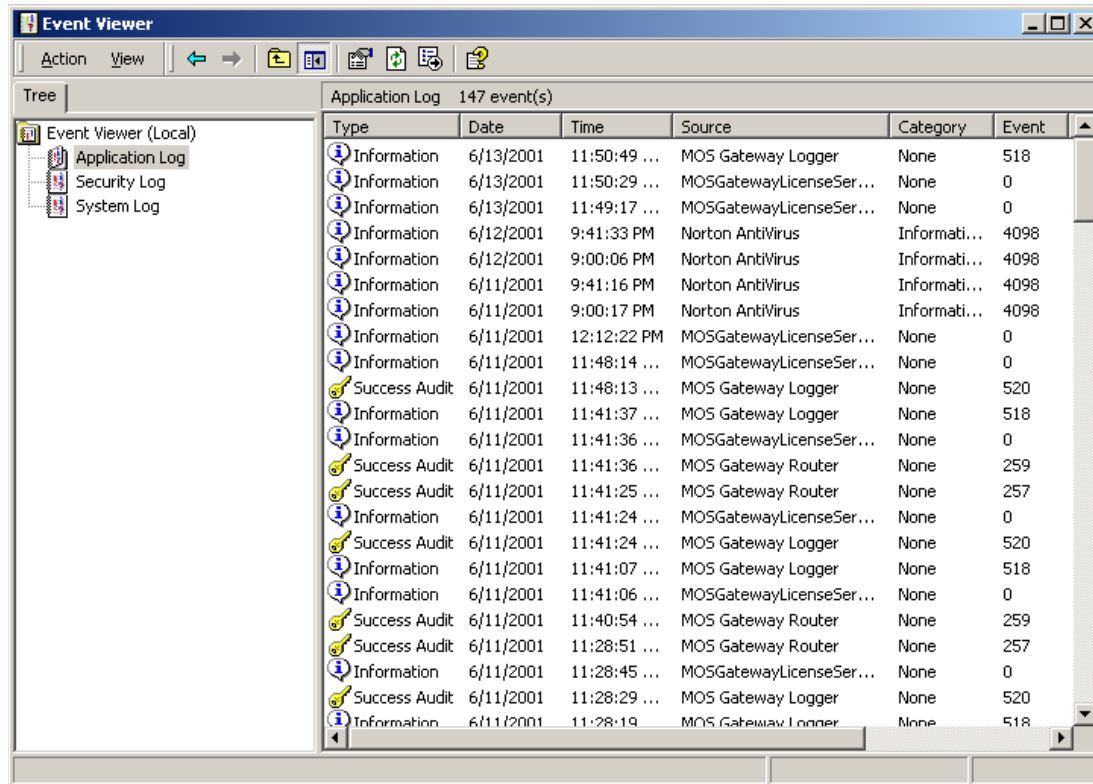 Event Viewer
Action View
Tree
Application Log 147 event(s)
Event Viewer (Local)
Application Log
Security Log
System Log
Type Date Time Source Category Event
Information 6/13/2001 11:50:49 ... MOS Gateway Logger None 518
Information 6/13/2001 11:50:29 ... MOSGatewayLicenseSer... None 0
Information 6/13/2001 11:49:17 ... MOSGatewayLicenseSer... None 0
Information 6/12/2001 9:41:33 PM Norton AntiVirus Informati... 4098
Information 6/12/2001 9:00:06 PM Norton AntiVirus Informati... 4098
Information 6/11/2001 9:41:16 PM Norton AntiVirus Informati... 4098
Information 6/11/2001 9:00:17 PM Norton AntiVirus Informati... 4098
Information 6/11/2001 12:12:22 PM MOSGatewayLicenseSer... None 0
Information 6/11/2001 11:48:14 ... MOSGatewayLicenseSer... None 0
Success Audit 6/11/2001 11:48:13 ... MOS Gateway Logger None 520
Information 6/11/2001 11:41:37 ... MOS Gateway Logger None 518
Information 6/11/2001 11:41:36 ... MOSGatewayLicenseSer... None 0
Success Audit 6/11/2001 11:41:36 ... MOS Gateway Router None 259
Success Audit 6/11/2001 11:41:25 ... MOS Gateway Router None 257
Information 6/11/2001 11:41:24 ... MOSGatewayLicenseSer... None 0
Success Audit 6/11/2001 11:41:24 ... MOS Gateway Logger None 520
Information 6/11/2001 11:41:07 ... MOS Gateway Logger None 518
Information 6/11/2001 11:41:06 ... MOSGatewayLicenseSer... None 0
Success Audit 6/11/2001 11:40:54 ... MOS Gateway Router None 259
Success Audit 6/11/2001 11:28:51 ... MOS Gateway Router None 257
Information 6/11/2001 11:28:45 ... MOSGatewayLicenseSer... None 0
Success Audit 6/11/2001 11:28:29 ... MOS Gateway Logger None 520
Information 6/11/2001 11:28:19 MOS Gateway Logger None 518